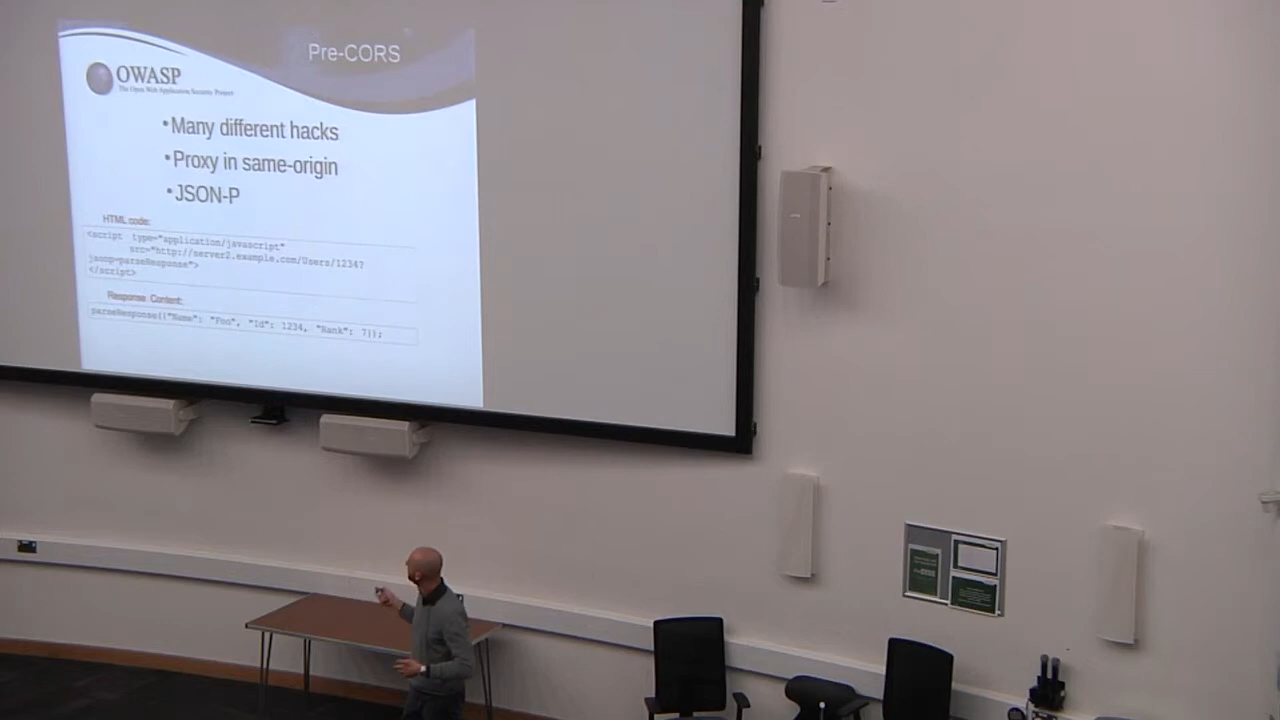 Pre-CORS
OWASP
The Open Web Application Security Project
•Many different hacks
•Proxy in same-origin
•JSON-P
HTML code:
<script type="application/javascript"
src="http://server2.example.com/Users/1234?
jsonp=parseResponse">
</script>
Response Content:
parseResponse({"Name": "Foo", "Id": 1234, "Rank": 7});